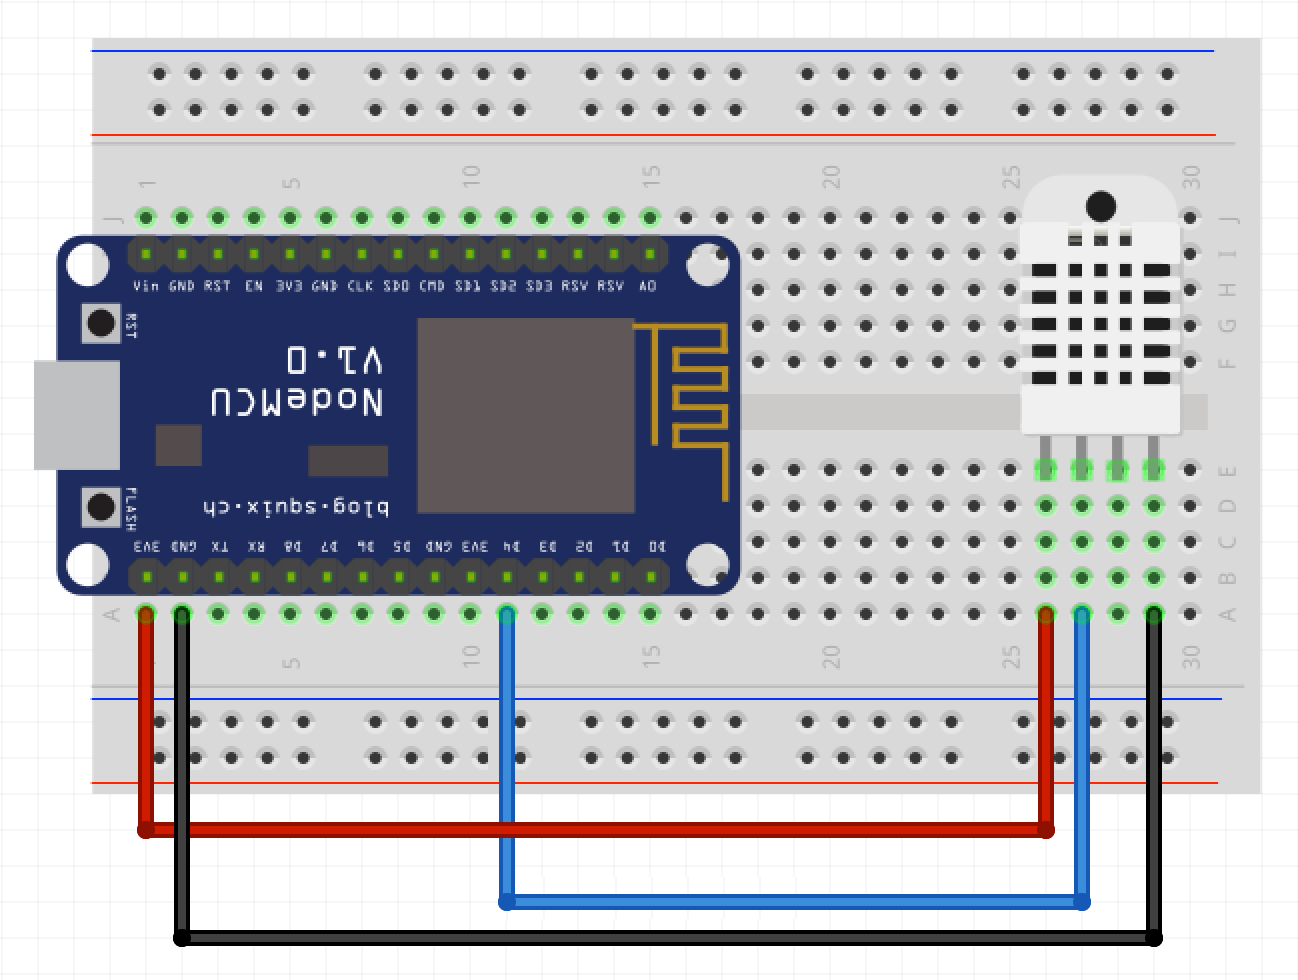 1 5 10 15 20 25 30
J J
I
Vin GND RST EN 3V3 GND CLK SD0 CMD SD1 SD2 SD3 RSV RSV A0
H
RST
G
V1.0
F
NodeMCU
E
FLASH
blog.squix.ch
D
3V3 GND TX RX D8 D7 D6 D5 GND 3V3 D4 D3 D2 D1 D0
C
B
A A
5 10 15 20 25 30